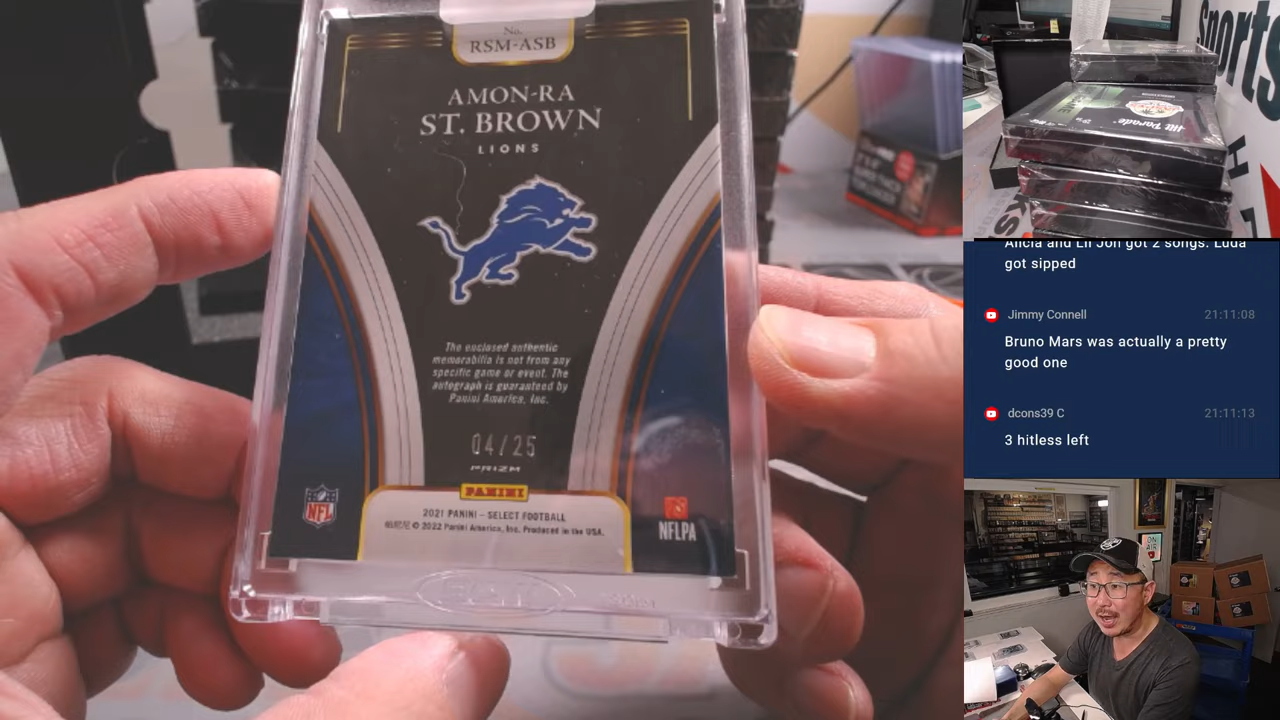 No.
RSM-ASB
AMON-RA
ST. BROWN
LIONS
The enclosed authentic
memorabilia is not from any
specific game or event. The
autograph is guaranteed by
Panini America, Inc.
04/25
PRIZM
PANINI
2021 PANINI – SELECT FOOTBALL
© 2022 Panini America, Inc. Produced in the USA.
NFL
NFLPA
sports
Hit Parade
Alicia and Lil Jon got 2 songs. Luda
got sipped
Jimmy Connell 21:11:08
Bruno Mars was actually a pretty
good one
dcons39 C 21:11:13
3 hitless left
ON
AIR